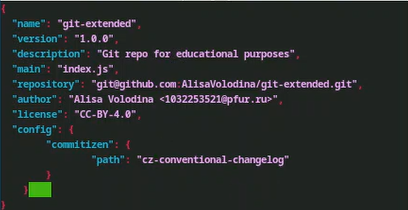 {
"name": "git-extended",
"version": "1.0.0",
"description": "Git repo for educational purposes",
"main": "index.js",
"repository": "git@github.com:AlisaVolodina/git-extended.git",
"author": "Alisa Volodina <1032253521@pfur.ru>",
"license": "CC-BY-4.0",
"config": {
"commitizen": {
"path": "cz-conventional-changelog"
}
}
}